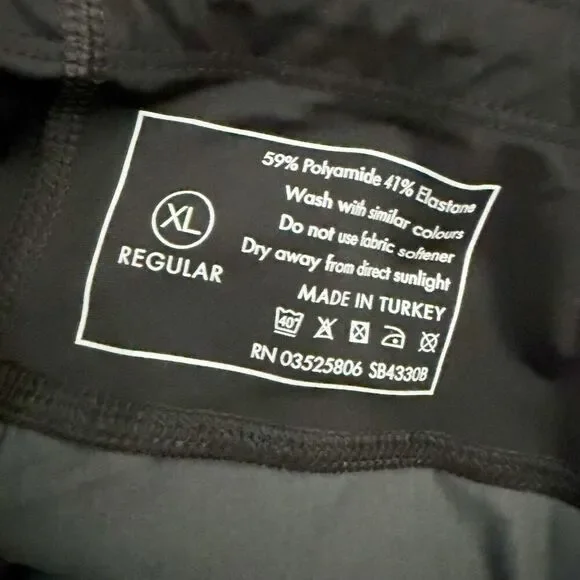 XL
REGULAR
59% Polyamide 41% Elastane
Wash with similar colours
Do not use fabric softener
Dry away from direct sunlight
MADE IN TURKEY
40°
RN 03525806 SB4330B